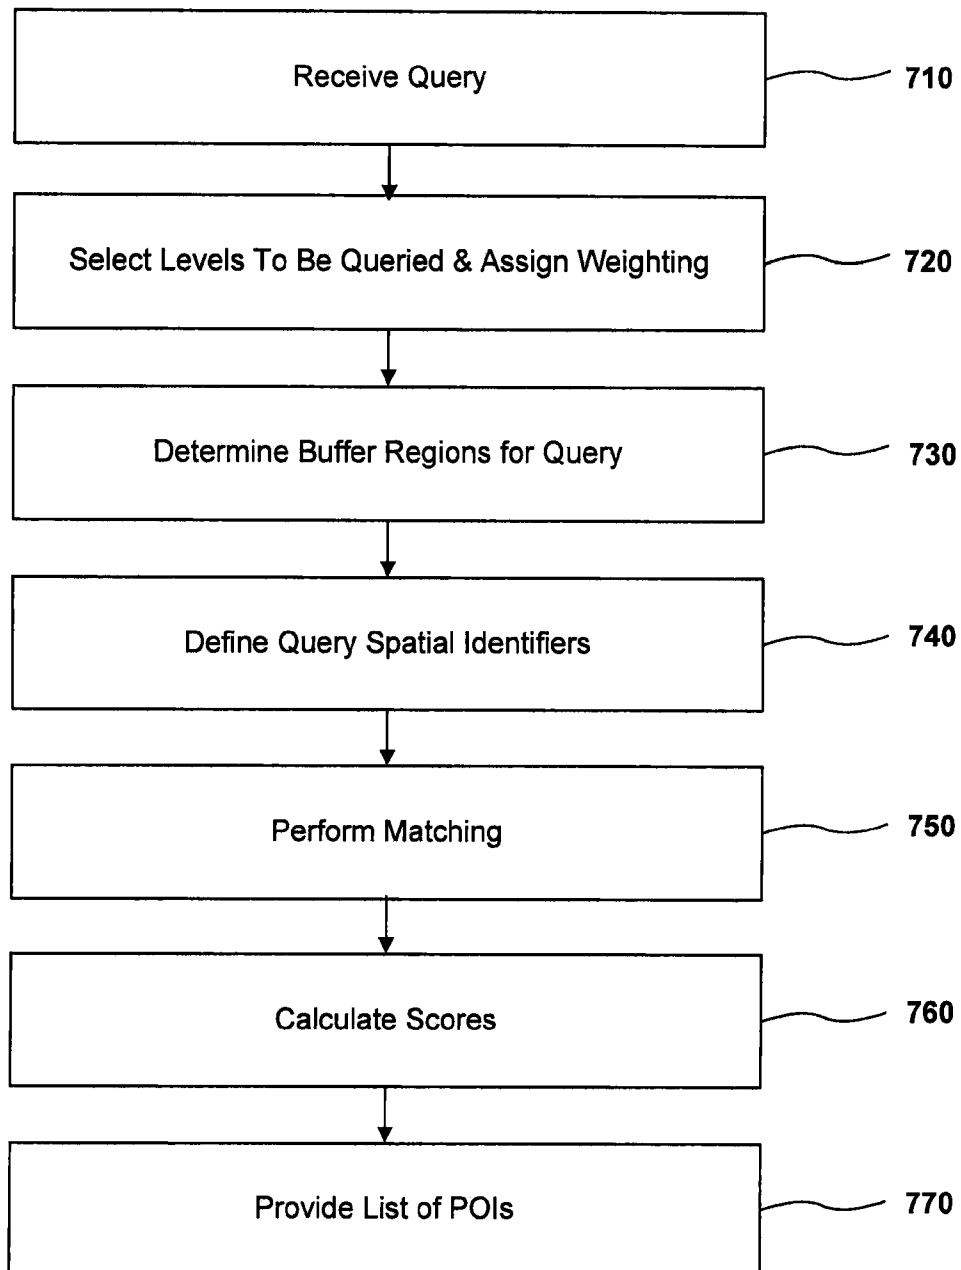 Receive Query
710
Select Levels To Be Queried & Assign Weighting
720
Determine Buffer Regions for Query
730
Define Query Spatial Identifiers
740
Perform Matching
750
Calculate Scores
760
Provide List of POIs
770